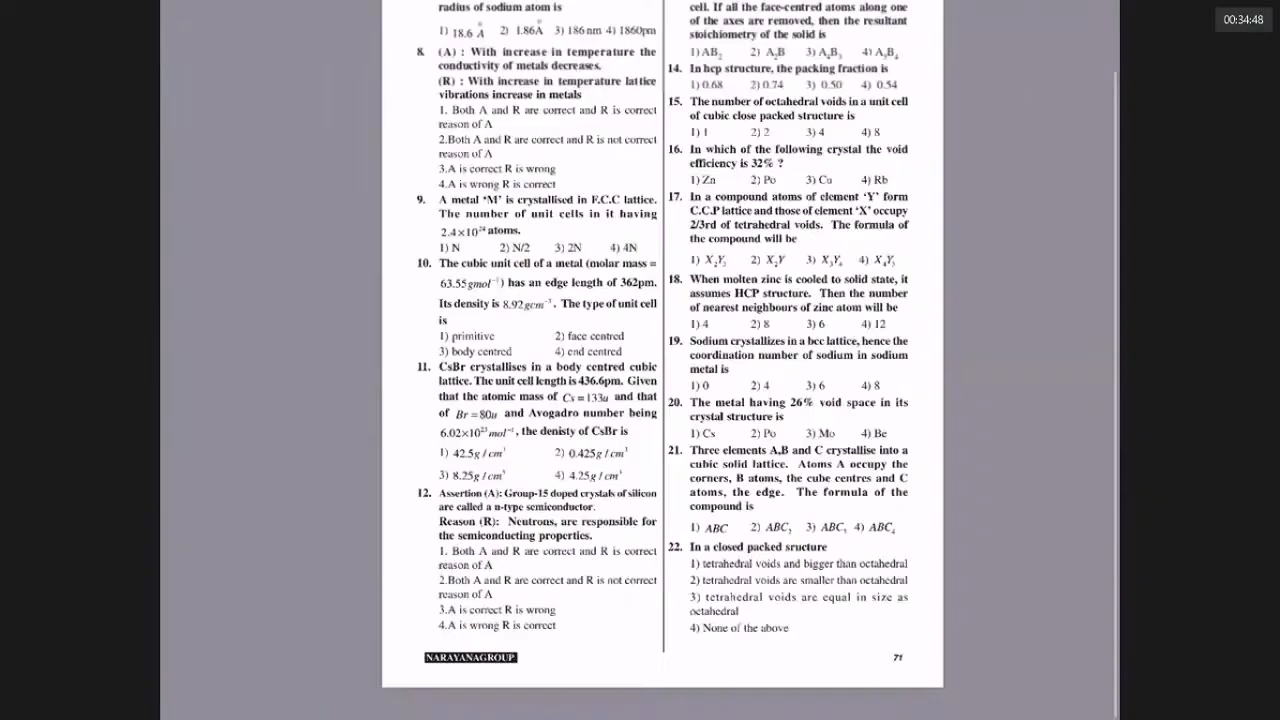 00:34:48
radius of sodium atom is
1) 18.6 Å 2) 1.86Å 3) 186 nm 4) 1860pm
8. (A) : With increase in temperature the
conductivity of metals decreases.
(R) : With increase in temperature lattice
vibrations increase in metals
1. Both A and R are correct and R is correct
reason of A
2.Both A and R are correct and R is not correct
reason of A
3.A is correct R is wrong
4.A is wrong R is correct
9. A metal ‘M’ is crystallised in F.C.C lattice.
The number of unit cells in it having
2.4×10²⁴ atoms.
1) N 2) N/2 3) 2N 4) 4N
10. The cubic unit cell of a metal (molar mass =
63.55gmol⁻¹) has an edge length of 362pm.
Its density is 8.92gcm⁻³. The type of unit cell
is
1) primitive 2) face centred
3) body centred 4) end centred
11. CsBr crystallises in a body centred cubic
lattice. The unit cell length is 436.6pm. Given
that the atomic mass of Cs = 133u and that
of Br = 80u and Avogadro number being
6.02×10²³ mol⁻¹, the denisty of CsBr is
1) 42.5g / cm³ 2) 0.425g / cm³
3) 8.25g / cm³ 4) 4.25g / cm³
12. Assertion (A): Group-15 doped crystals of silicon
are called a n-type semiconductor.
Reason (R): Neutrons, are responsible for
the semiconducting properties.
1. Both A and R are correct and R is correct
reason of A
2.Both A and R are correct and R is not correct
reason of A
3.A is correct R is wrong
4.A is wrong R is correct
NARAYANAGROUP
cell. If all the face-centred atoms along one
of the axes are removed, then the resultant
stoichiometry of the solid is
1) AB₂ 2) A₂B 3) A₄B₃ 4) A₃B₄
14. In hcp structure, the packing fraction is
1) 0.68 2) 0.74 3) 0.50 4) 0.54
15. The number of octahedral voids in a unit cell
of cubic close packed structure is
1) 1 2) 2 3) 4 4) 8
16. In which of the following crystal the void
efficiency is 32% ?
1) Zn 2) Po 3) Cu 4) Rb
17. In a compound atoms of element ‘Y’ form
C.C.P lattice and those of element ‘X’ occupy
2/3rd of tetrahedral voids. The formula of
the compound will be
1) X₂Y₃ 2) X₂Y 3) X₃Y₄ 4) X₄Y₃
18. When molten zinc is cooled to solid state, it
assumes HCP structure. Then the number
of nearest neighbours of zinc atom will be
1) 4 2) 8 3) 6 4) 12
19. Sodium crystallizes in a bcc lattice, hence the
coordination number of sodium in sodium
metal is
1) 0 2) 4 3) 6 4) 8
20. The metal having 26% void space in its
crystal structure is
1) Cs 2) Po 3) Mo 4) Be
21. Three elements A,B and C crystallise into a
cubic solid lattice. Atoms A occupy the
corners, B atoms, the cube centres and C
atoms, the edge. The formula of the
compound is
1) ABC 2) ABC₂ 3) ABC₃ 4) ABC₄
22. In a closed packed sructure
1) tetrahedral voids and bigger than octahedral
2) tetrahedral voids are smaller than octahedral
3) tetrahedral voids are equal in size as
octahedral
4) None of the above
71